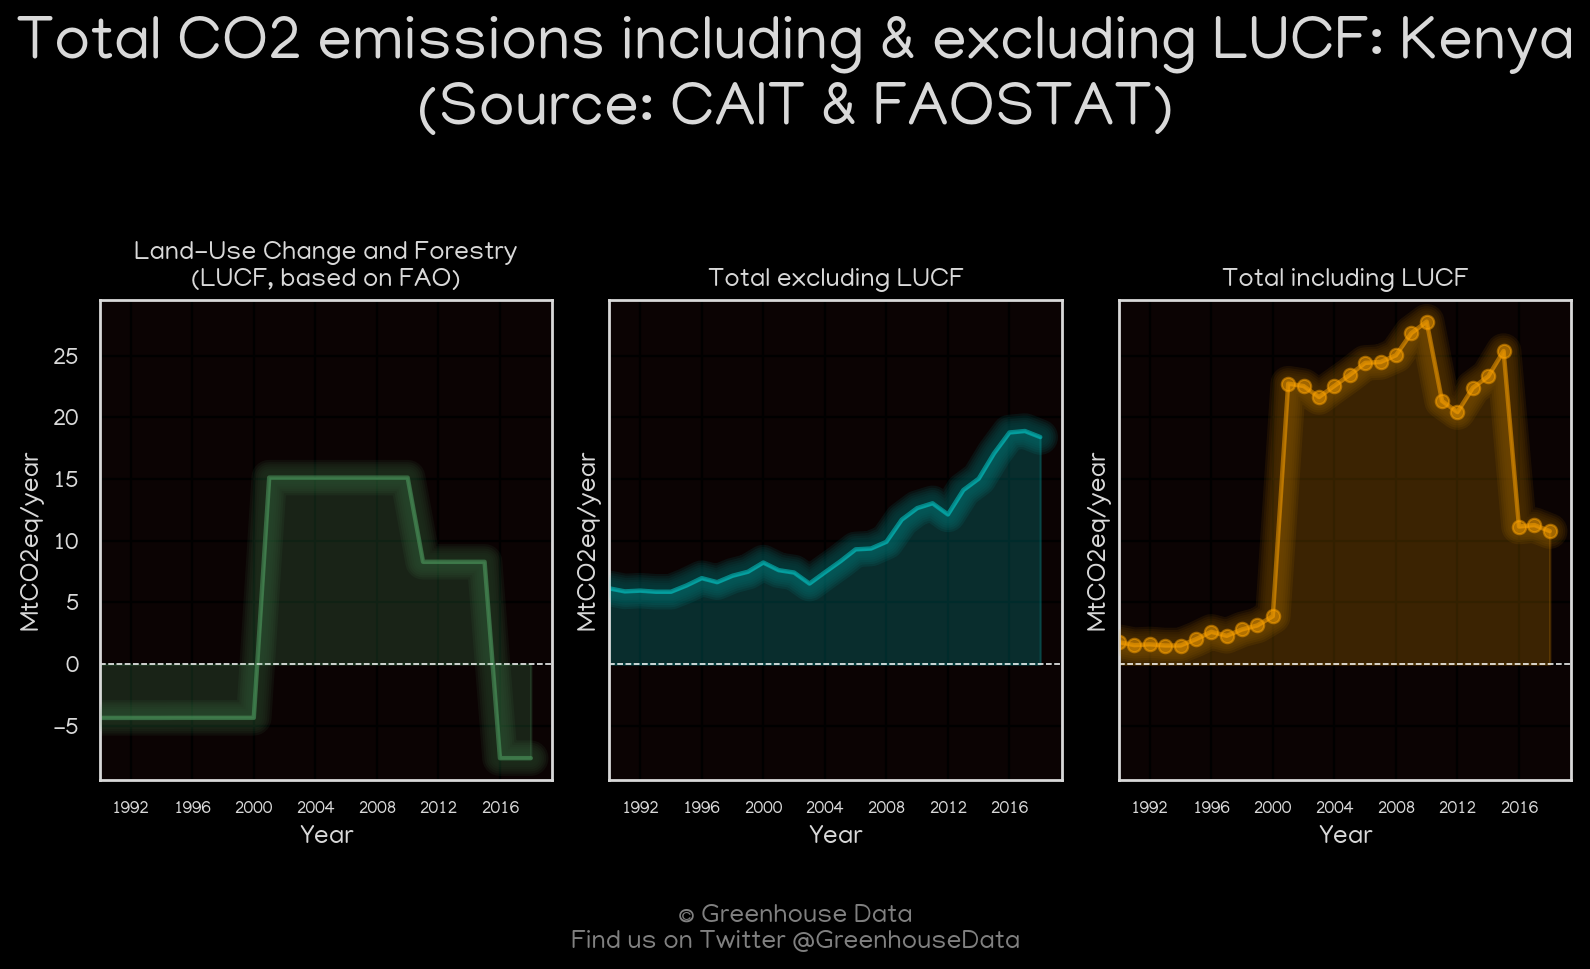 Total CO2 emissions including & excluding LUCF: Kenya
(Source: CAIT & FAOSTAT)
Land-Use Change and Forestry
(LUCF, based on FAO)
Total excluding LUCF
Total including LUCF
25
20
15
10
5
0
−5
MtCO2eq/year
MtCO2eq/year
MtCO2eq/year
1992 1996 2000 2004 2008 2012 2016
1992 1996 2000 2004 2008 2012 2016
1992 1996 2000 2004 2008 2012 2016
Year
Year
Year
© Greenhouse Data
Find us on Twitter @GreenhouseData